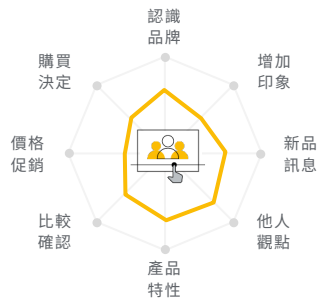 認識
品牌
增加
印象
新品
訊息
他人
觀點
產品
特性
比較
確認
價格
促銷
購買
決定